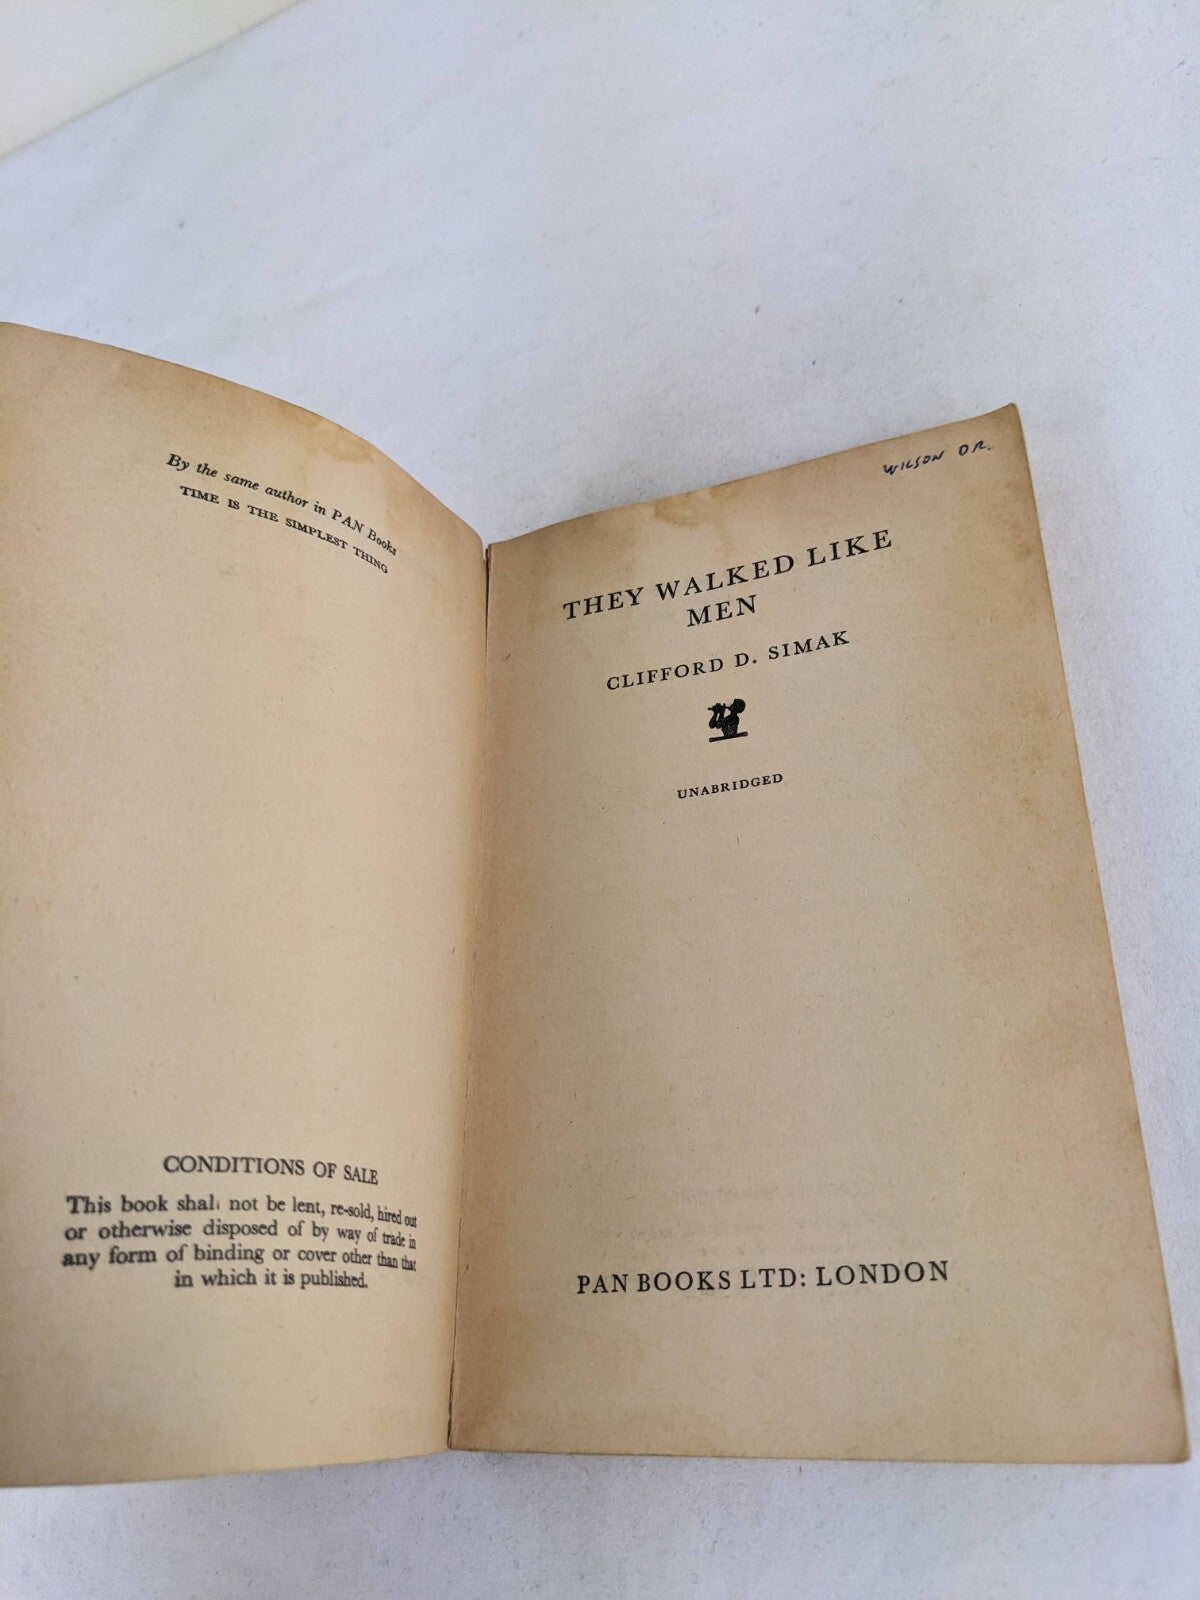 By the same author in PAN Books
TIME IS THE SIMPLEST THING
CONDITIONS OF SALE
This book shall not be lent, re-sold, hired out
or otherwise disposed of by way of trade in
any form of binding or cover other than that
in which it is published.
WILSON DR.
THEY WALKED LIKE
MEN
CLIFFORD D. SIMAK
UNABRIDGED
PAN BOOKS LTD: LONDON